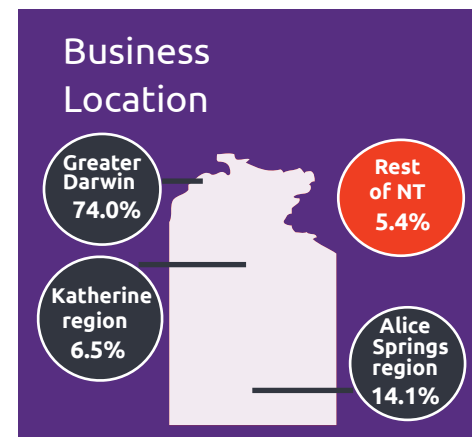 Business
Location
Greater
Darwin
74.0%
Rest
of NT
5.4%
Katherine
region
6.5%
Alice
Springs
region
14.1%